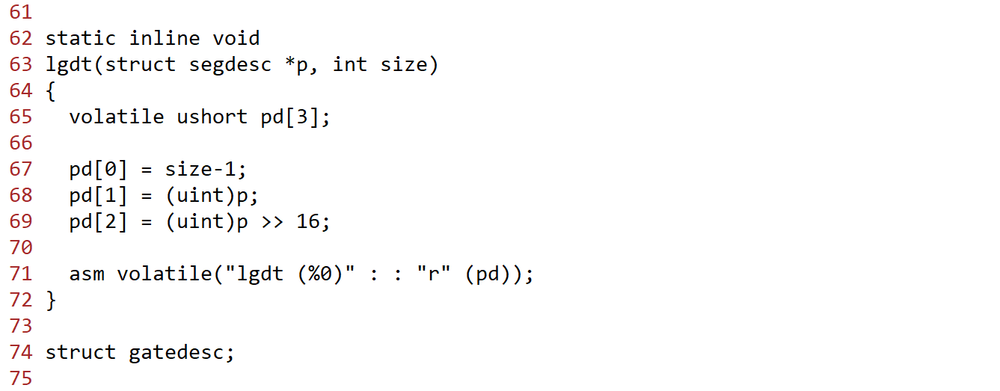 61
62 static inline void
63 lgdt(struct segdesc *p, int size)
64 {
65   volatile ushort pd[3];
66
67   pd[0] = size-1;
68   pd[1] = (uint)p;
69   pd[2] = (uint)p >> 16;
70
71   asm volatile("lgdt (%0)" : : "r" (pd));
72 }
73
74 struct gatedesc;
75